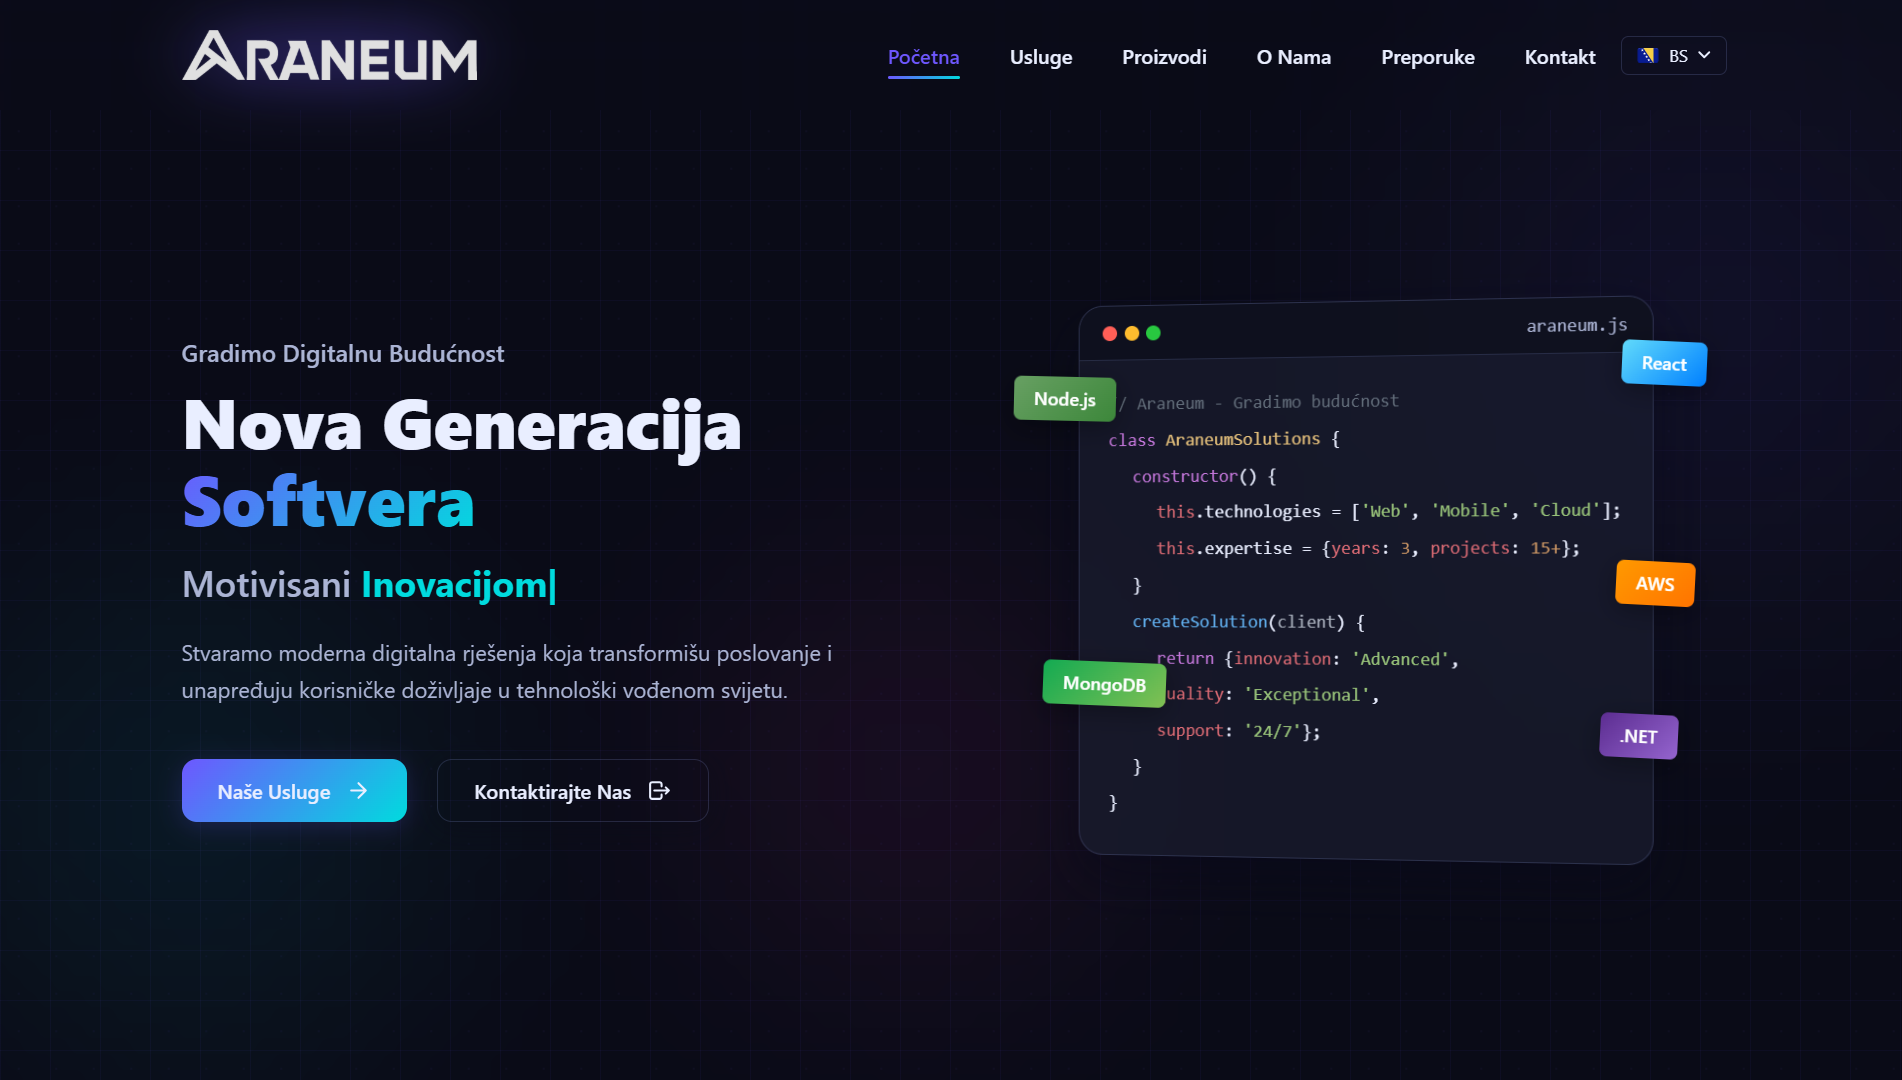 ARANEUM
Početna
Usluge
Proizvodi
O Nama
Preporuke
Kontakt
BS
Gradimo Digitalnu Budućnost
Nova Generacija
Softvera
Motivisani Inovacijom|
Stvaramo moderna digitalna rješenja koja transformišu poslovanje i
unapređuju korisničke doživljaje u tehnološki vođenom svijetu.
Naše Usluge
Kontaktirajte Nas
araneum.js
React
Node.js
/ Araneum - Gradimo budućnost
class AraneumSolutions {
constructor() {
this.technologies = ['Web', 'Mobile', 'Cloud'];
this.expertise = {years: 3, projects: 15+};
}
AWS
createSolution(client) {
return {innovation: 'Advanced',
MongoDB
uality: 'Exceptional',
support: '24/7'};
.NET
}
}